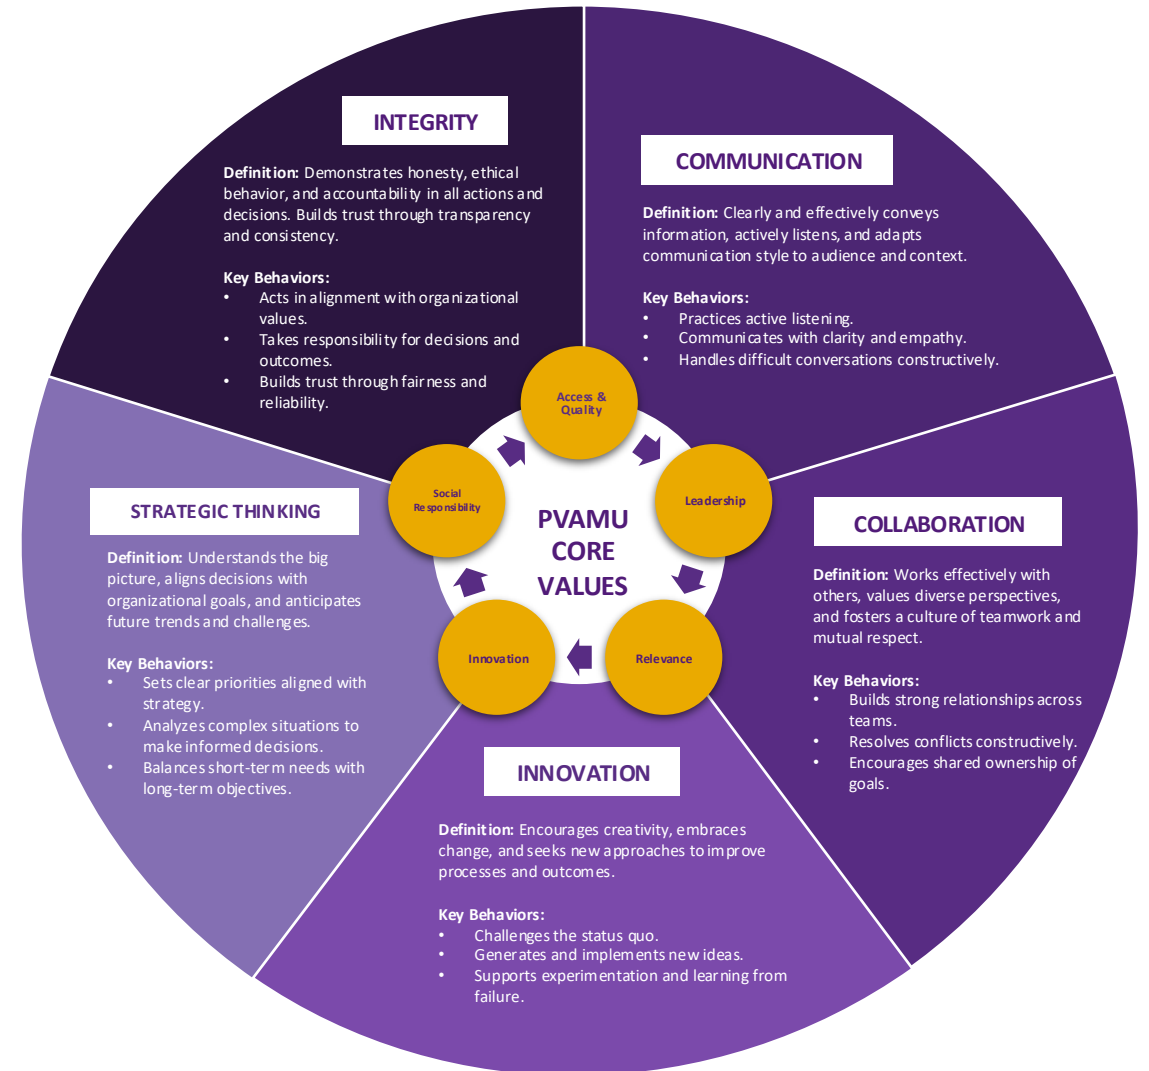 INTEGRITY
Definition: Demonstrates honesty, ethical
behavior, and accountability in all actions and
decisions. Builds trust through transparency
and consistency.
Key Behaviors:
• Acts in alignment with organizational
values.
• Takes responsibility for decisions and
outcomes.
• Builds trust through fairness and
reliability.
COMMUNICATION
Definition: Clearly and effectively conveys
information, actively listens, and adapts
communication style to audience and context.
Key Behaviors:
• Practices active listening.
• Communicates with clarity and empathy.
• Handles difficult conversations constructively.
COLLABORATION
Definition: Works effectively with
others, values diverse perspectives,
and fosters a culture of teamwork and
mutual respect.
Key Behaviors:
• Builds strong relationships across
teams.
• Resolves conflicts constructively.
• Encourages shared ownership of
goals.
INNOVATION
Definition: Encourages creativity, embraces
change, and seeks new approaches to improve
processes and outcomes.
Key Behaviors:
• Challenges the status quo.
• Generates and implements new ideas.
• Supports experimentation and learning from
failure.
STRATEGIC THINKING
Definition: Understands the big
picture, aligns decisions with
organizational goals, and anticipates
future trends and challenges.
Key Behaviors:
• Sets clear priorities aligned with
strategy.
• Analyzes complex situations to
make informed decisions.
• Balances short-term needs with
long-term objectives.
PVAMU
CORE
VALUES
Access &
Quality
Leadership
Relevance
Innovation
Social
Responsibility